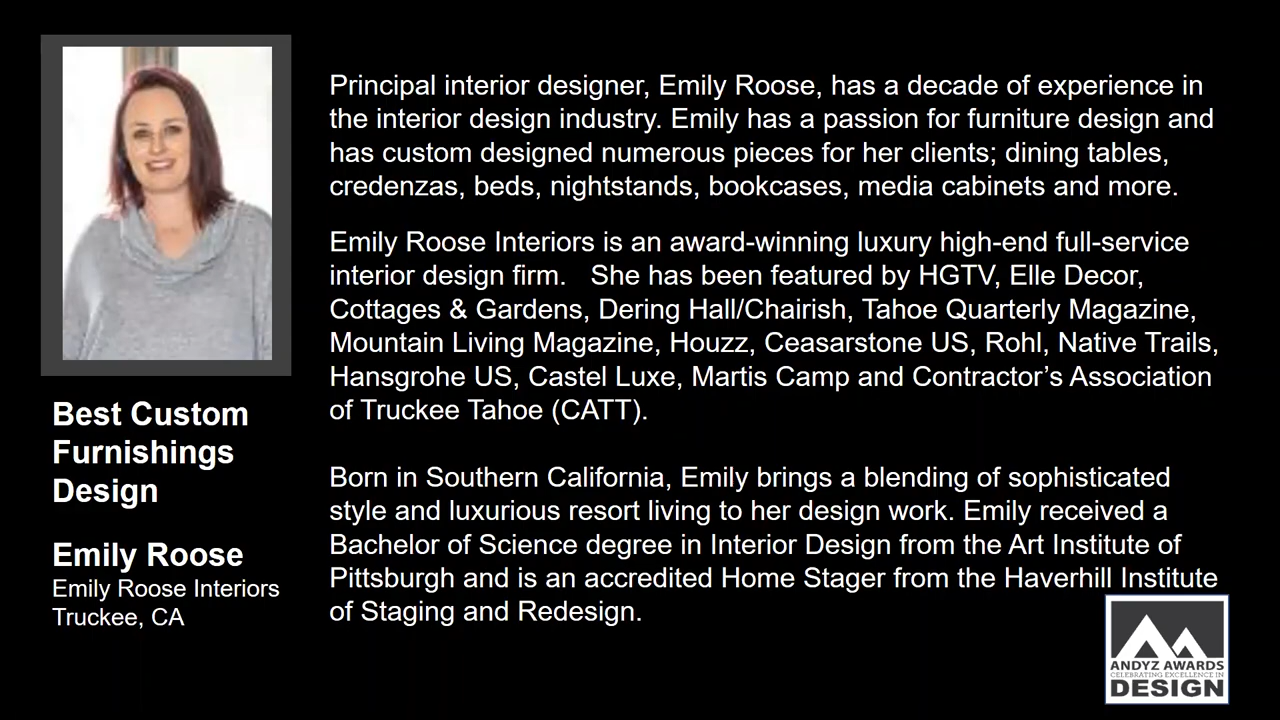 Principal interior designer, Emily Roose, has a decade of experience in
the interior design industry. Emily has a passion for furniture design and
has custom designed numerous pieces for her clients; dining tables,
credenzas, beds, nightstands, bookcases, media cabinets and more.
Emily Roose Interiors is an award-winning luxury high-end full-service
interior design firm.   She has been featured by HGTV, Elle Decor,
Cottages & Gardens, Dering Hall/Chairish, Tahoe Quarterly Magazine,
Mountain Living Magazine, Houzz, Ceasarstone US, Rohl, Native Trails,
Hansgrohe US, Castel Luxe, Martis Camp and Contractor’s Association
of Truckee Tahoe (CATT).
Born in Southern California, Emily brings a blending of sophisticated
style and luxurious resort living to her design work. Emily received a
Bachelor of Science degree in Interior Design from the Art Institute of
Pittsburgh and is an accredited Home Stager from the Haverhill Institute
of Staging and Redesign.
Best Custom
Furnishings
Design
Emily Roose
Emily Roose Interiors
Truckee, CA
ANDYZ AWARDS
CELEBRATING EXCELLENCE IN
DESIGN